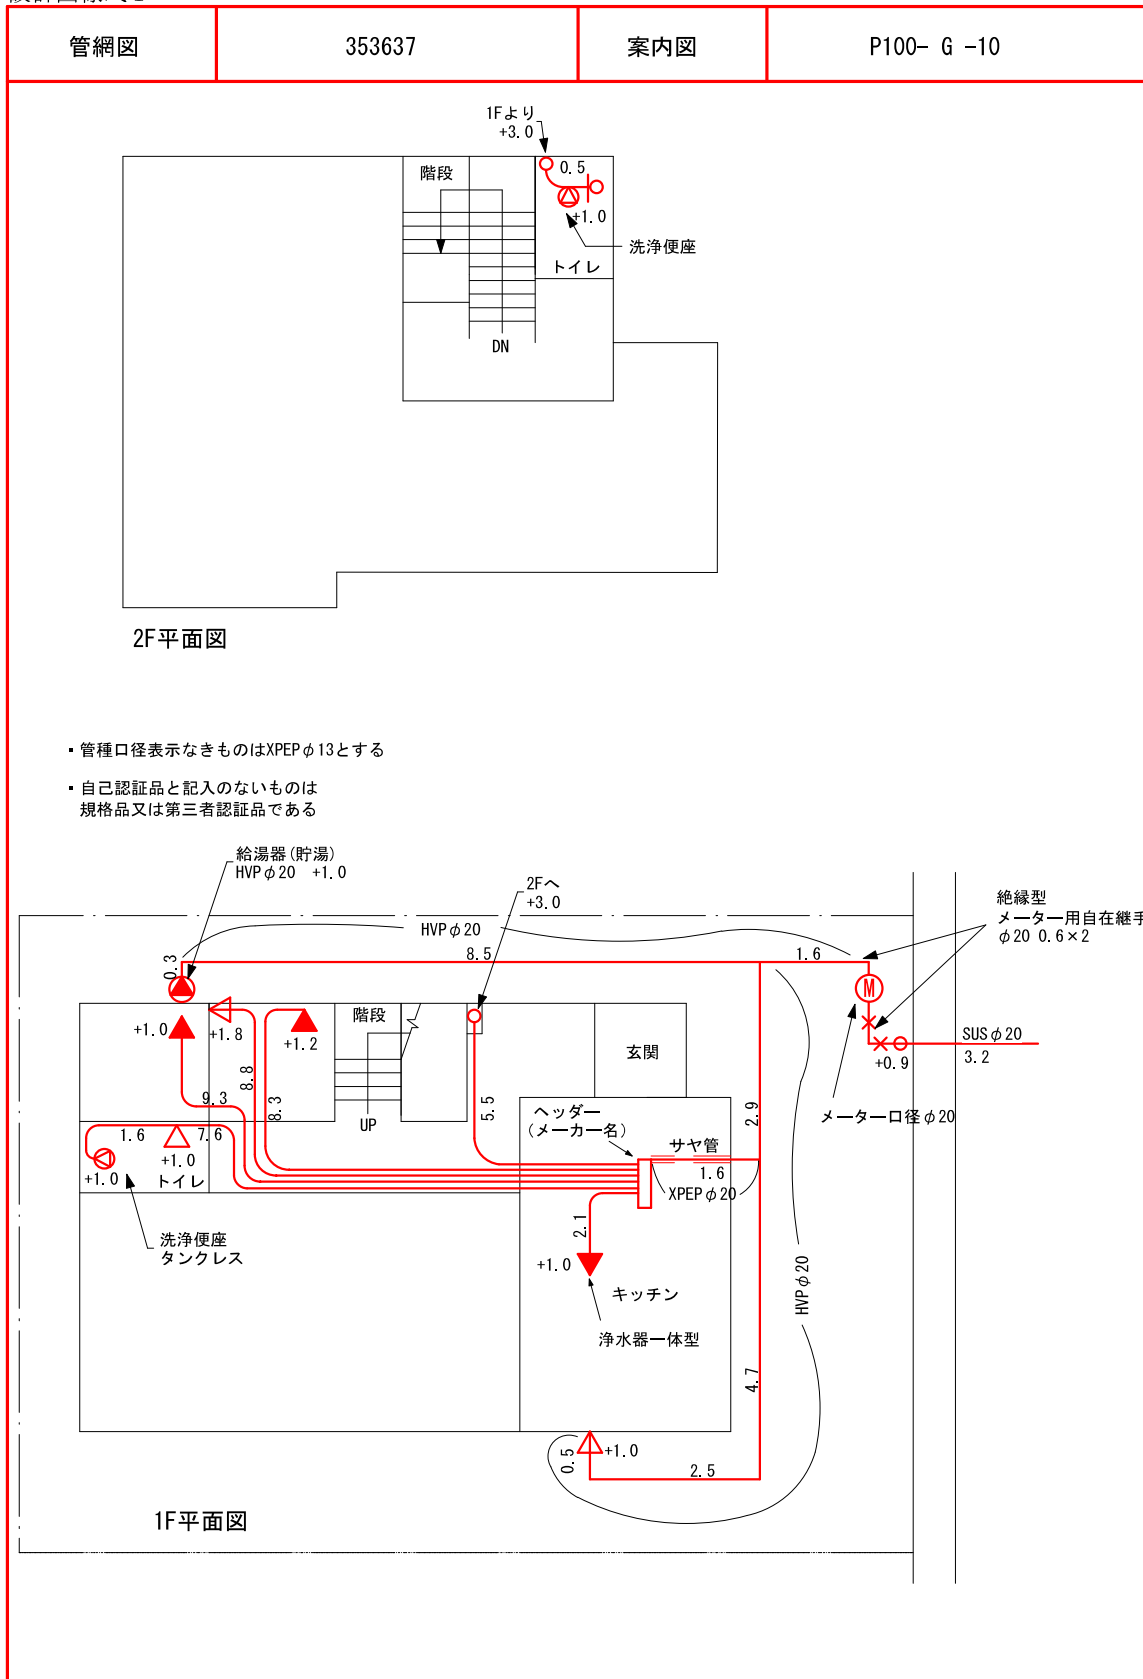 管網図
353637
案内図
P100- G -10
1Fより
+3.0
階段
0.5
+1.0
洗浄便座
トイレ
DN
2F平面図
・管種口径表示なきものはXPEPφ13とする
・自己認証品と記入のないものは
規格品又は第三者認証品である
給湯器(貯湯)
HVPφ20 +1.0
2Fへ
+3.0
絶縁型
メーター用自在継手
φ20 0.6×2
HVPφ20
8.5
1.6
0.3
M
+1.0
+1.8
+1.2
階段
玄関
SUSφ20
3.2
+0.9
メーター口径φ20
8.8
9.3
8.3
5.5
2.9
UP
ヘッダー
(メーカー名)
サヤ管
1.6
XPEPφ20
1.6
7.6
+1.0
+1.0
トイレ
2.1
洗浄便座
タンクレス
+1.0
キッチン
浄水器一体型
HVPφ20
4.7
0.5
+1.0
2.5
1F平面図